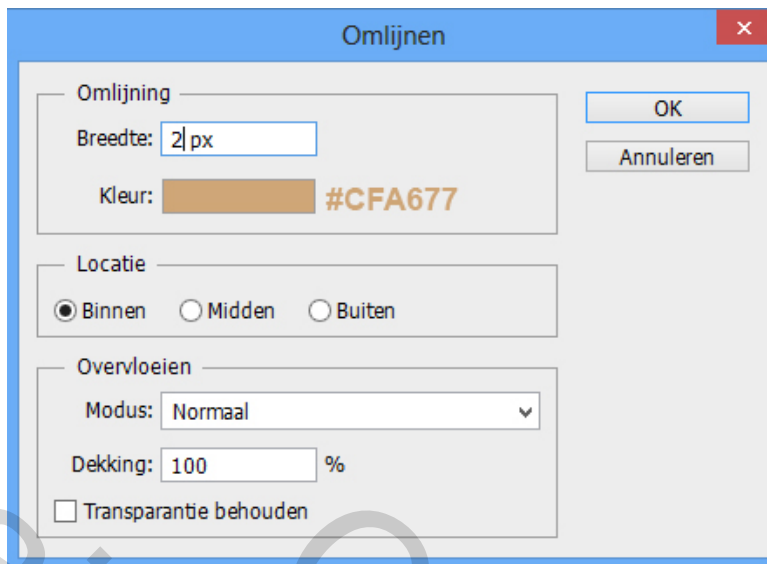 Omlijnen
Omlijning
Breedte: 2 px
Kleur: #CFA677
OK
Annuleren
Locatie
Binnen Midden Buiten
Overvloeien
Modus: Normaal
Dekking: 100 %
Transparantie behouden